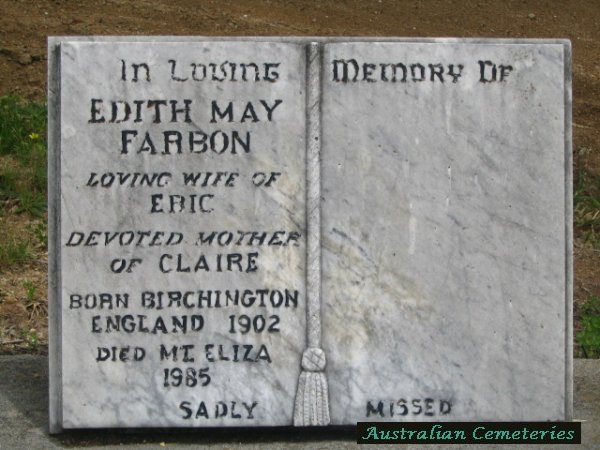 In Loving Memory Of
EDITH MAY
FARBON
LOVING WIFE OF
ERIC
DEVOTED MOTHER
OF CLAIRE
BORN BIRCHINGTON
ENGLAND 1902
DIED MT. ELIZA
1985
SADLY MISSED
Australian Cemeteries